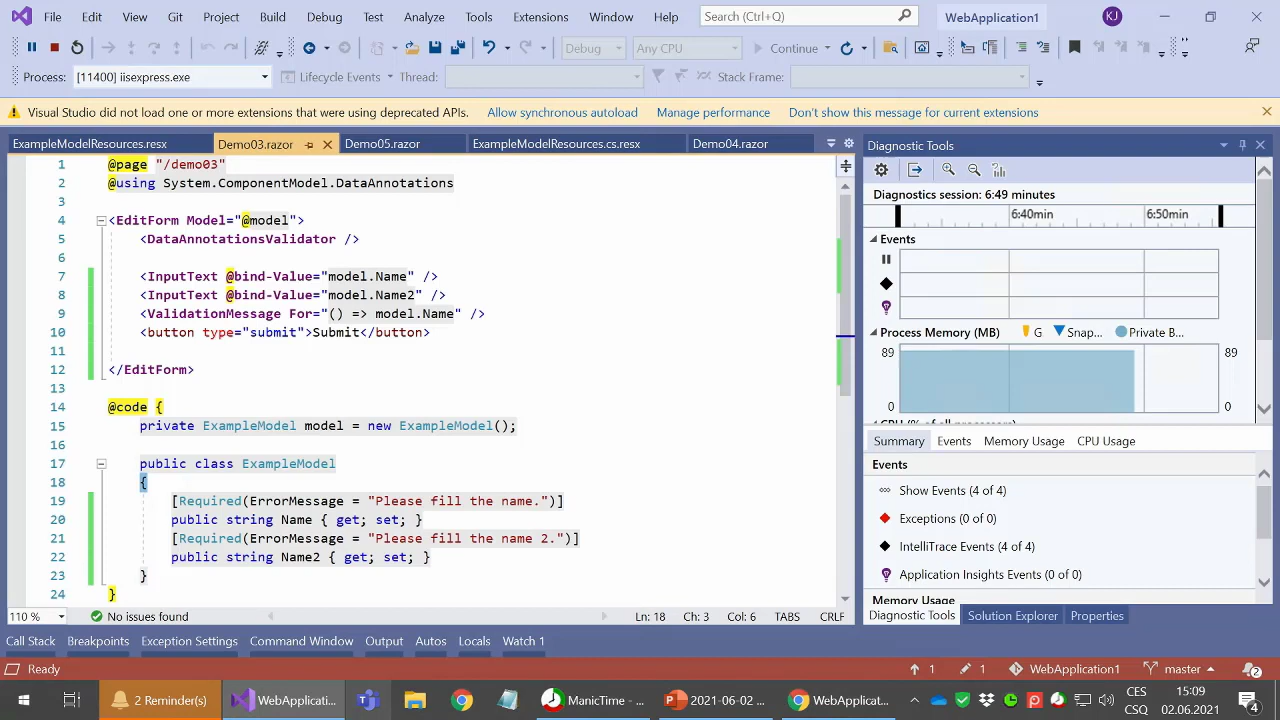 File Edit View Git Project Build Debug Test Analyze Tools Extensions Window Help Search (Ctrl+Q) WebApplication1 KJ
Debug Any CPU Continue
Process: [11400] iisexpress.exe Lifecycle Events Thread: Stack Frame:
Visual Studio did not load one or more extensions that were using deprecated APIs. Allow synchronous autoload Manage performance Don't show this message for current extensions
ExampleModelResources.resx Demo03.razor Demo05.razor ExampleModelResources.cs.resx Demo04.razor
1 @page "/demo03"
2 @using System.ComponentModel.DataAnnotations
3
4 <EditForm Model="@model">
5 <DataAnnotationsValidator />
6
7 <InputText @bind-Value="model.Name" />
8 <InputText @bind-Value="model.Name2" />
9 <ValidationMessage For="() => model.Name" />
10 <button type="submit">Submit</button>
11
12 </EditForm>
13
14 @code {
15 private ExampleModel model = new ExampleModel();
16
17 public class ExampleModel
18 {
19 [Required(ErrorMessage = "Please fill the name.")]
20 public string Name { get; set; }
21 [Required(ErrorMessage = "Please fill the name 2.")]
22 public string Name2 { get; set; }
23 }
24 }
110 % No issues found Ln: 18 Ch: 3 Col: 6 TABS CRLF
Diagnostic Tools
Diagnostics session: 6:49 minutes
6:40min 6:50min
Events
Process Memory (MB) G Snap... Private B...
89 89
0 0
Summary Events Memory Usage CPU Usage
Events
Show Events (4 of 4)
Exceptions (0 of 0)
IntelliTrace Events (4 of 4)
Application Insights Events (0 of 0)
Memory Usage
Diagnostic Tools Solution Explorer Properties
Call Stack Breakpoints Exception Settings Command Window Output Autos Locals Watch 1
Ready 1 1 WebApplication1 master 2
2 Reminder(s) WebApplicati... ManicTime - ... 2021-06-02 ... WebApplicat... CES 15:09
CSQ 02.06.2021 4